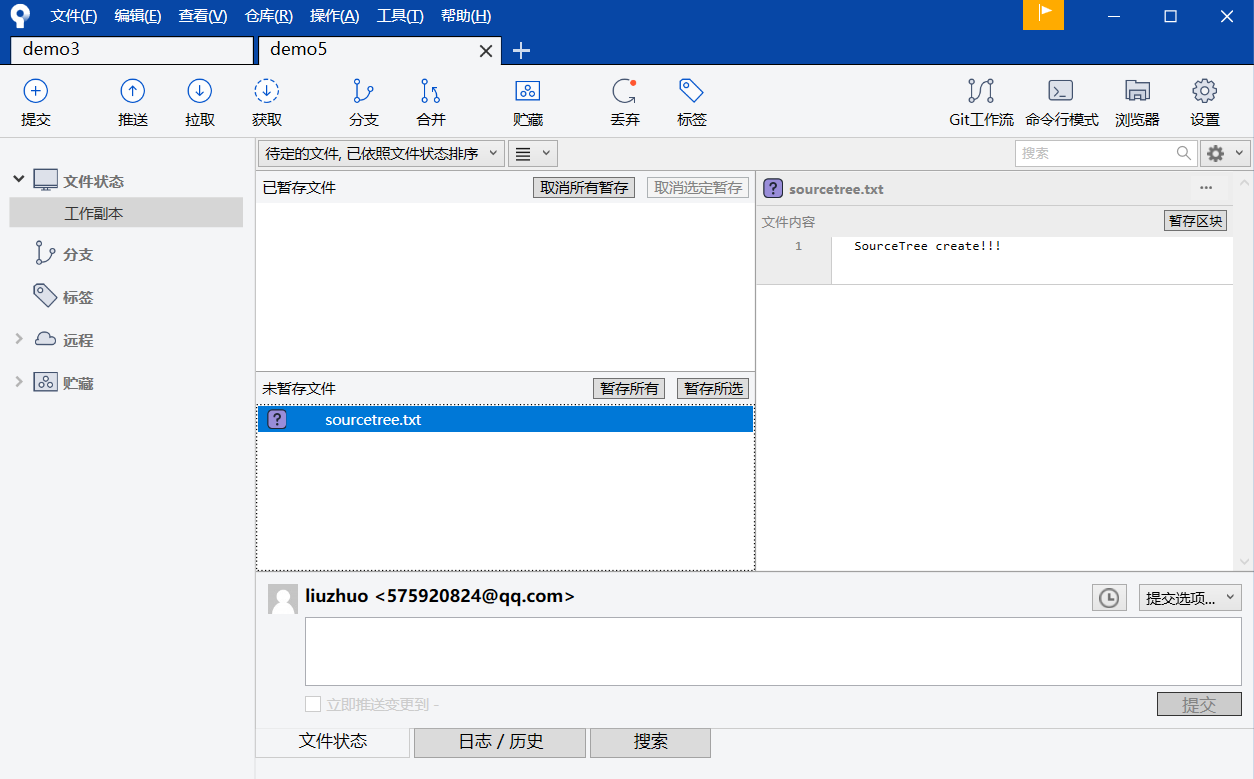 文件(F) 编辑(E) 查看(V) 仓库(R) 操作(A) 工具(T) 帮助(H)
demo3 demo5
提交 推送 拉取 获取 分支 合并 贮藏 丢弃 标签 Git工作流 命令行模式 浏览器 设置
待定的文件, 已依照文件状态排序 搜索
文件状态
工作副本
分支
标签
远程
贮藏
已暂存文件 取消所有暂存 取消选定暂存
未暂存文件 暂存所有 暂存所选
? sourcetree.txt
? sourcetree.txt ...
文件内容 暂存区块
1 SourceTree create!!!
liuzhuo <575920824@qq.com> 提交选项...
立即推送变更到 -
提交
文件状态 日志 / 历史 搜索